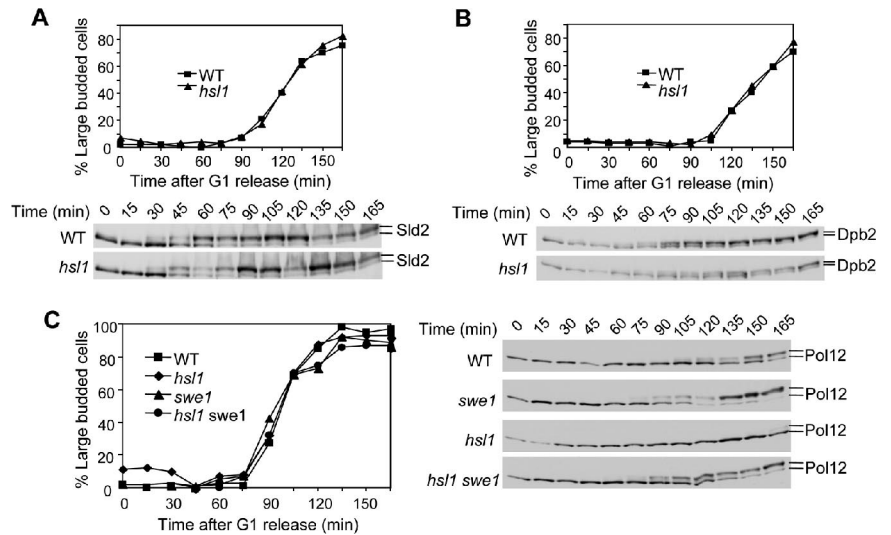 A
% Large budded cells
80
60
40
20
0
WT
hsl1
0 30 60 90 120 150
Time after G1 release (min)
Time (min) 0 15 30 45 60 75 90 105 120 135 150 165
WT Sld2
hsl1 Sld2
B
% Large budded cells
80
60
40
20
0
WT
hsl1
0 30 60 90 120 150
Time after G1 release (min)
Time (min) 0 15 30 45 60 75 90 105 120 135 150 165
WT Dpb2
hsl1 Dpb2
C
% Large budded cells
100
80
60
40
20
0
WT
hsl1
swe1
hsl1 swe1
0 30 60 90 120 150
Time after G1 release (min)
Time (min) 0 15 30 45 60 75 90 105 120 135 150 165
WT Pol12
swe1 Pol12
hsl1 Pol12
hsl1 swe1 Pol12